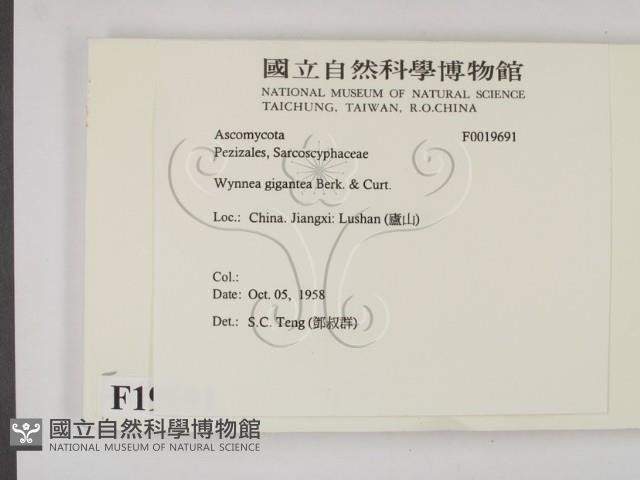 國立自然科學博物館
NATIONAL MUSEUM OF NATURAL SCIENCE
TAICHUNG, TAIWAN, R.O.CHINA
Ascomycota F0019691
Pezizales, Sarcoscyphaceae
Wynnea gigantea Berk. & Curt.
Loc.: China. Jiangxi: Lushan (廬山)
Col.:
Date: Oct. 05, 1958
Det.: S.C. Teng (鄧叔群)
F19
國立自然科學博物館
NATIONAL MUSEUM OF NATURAL SCIENCE